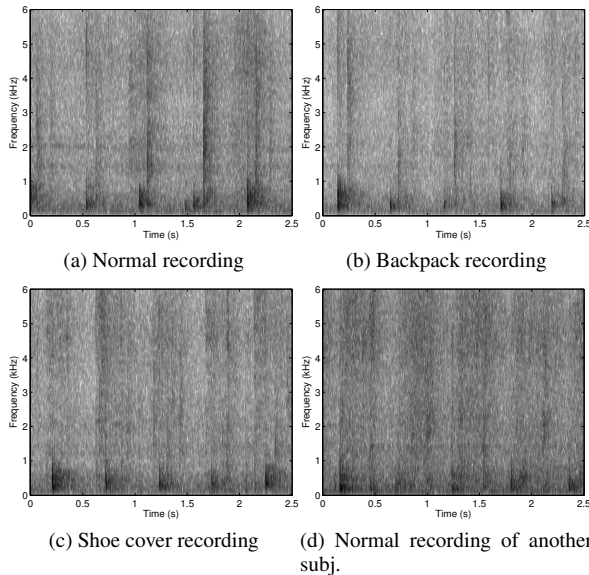 6
5
4
3
2
1
0
0 0.5 1 1.5 2 2.5
Frequency (kHz)
Time (s)
(a) Normal recording
6
5
4
3
2
1
0
0 0.5 1 1.5 2 2.5
Frequency (kHz)
Time (s)
(b) Backpack recording
6
5
4
3
2
1
0
0 0.5 1 1.5 2 2.5
Frequency (kHz)
Time (s)
(c) Shoe cover recording
6
5
4
3
2
1
0
0 0.5 1 1.5 2 2.5
Frequency (kHz)
Time (s)
(d) Normal recording of another
subj.